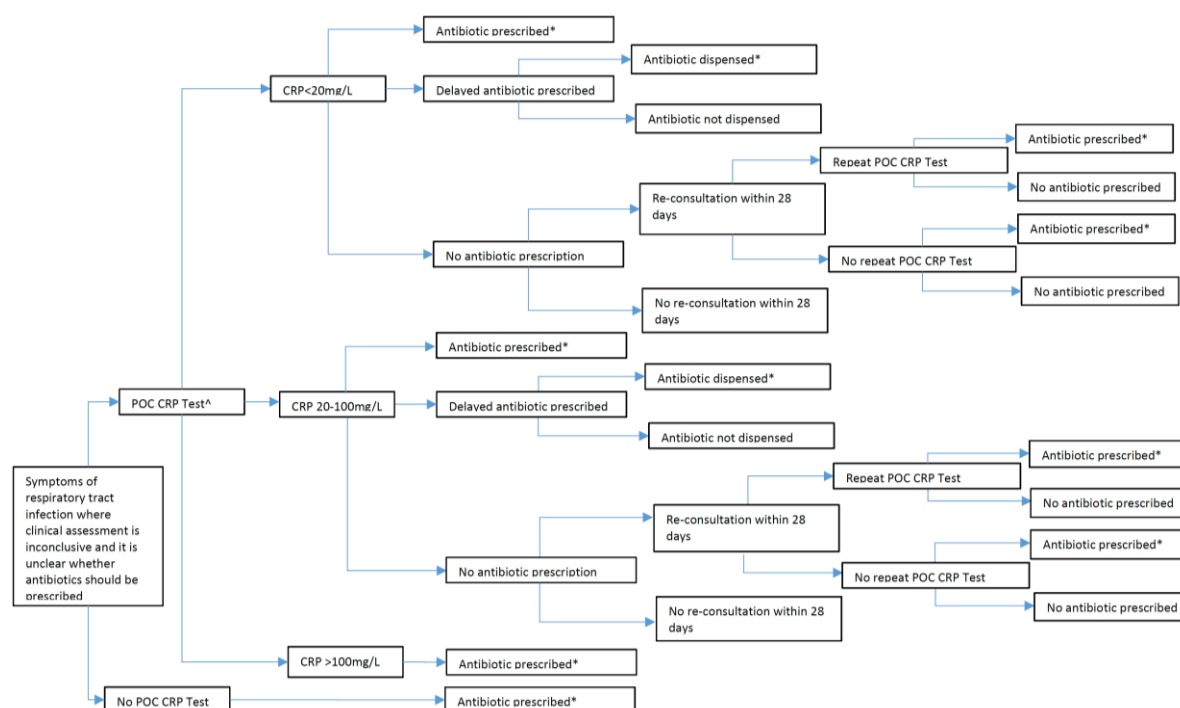 Antibiotic prescribed*
Antibiotic dispensed*
CRP<20mg/L
Delayed antibiotic prescribed
Antibiotic not dispensed
Antibiotic prescribed*
Repeat POC CRP Test
No antibiotic prescribed
Re-consultation within 28
days
Antibiotic prescribed*
No antibiotic prescription
No repeat POC CRP Test
No antibiotic prescribed
No re-consultation within 28
days
Antibiotic prescribed*
Antibiotic dispensed*
POC CRP Test^
CRP 20-100mg/L
Delayed antibiotic prescribed
Antibiotic not dispensed
Antibiotic prescribed*
Repeat POC CRP Test
No antibiotic prescribed
Symptoms of
respiratory tract
infection where
clinical assessment is
inconclusive and it is
unclear whether
antibiotics should be
prescribed
Re-consultation within 28
days
Antibiotic prescribed*
No antibiotic prescription
No repeat POC CRP Test
No antibiotic prescribed
No re-consultation within 28
days
CRP >100mg/L
Antibiotic prescribed*
No POC CRP Test
Antibiotic prescribed*